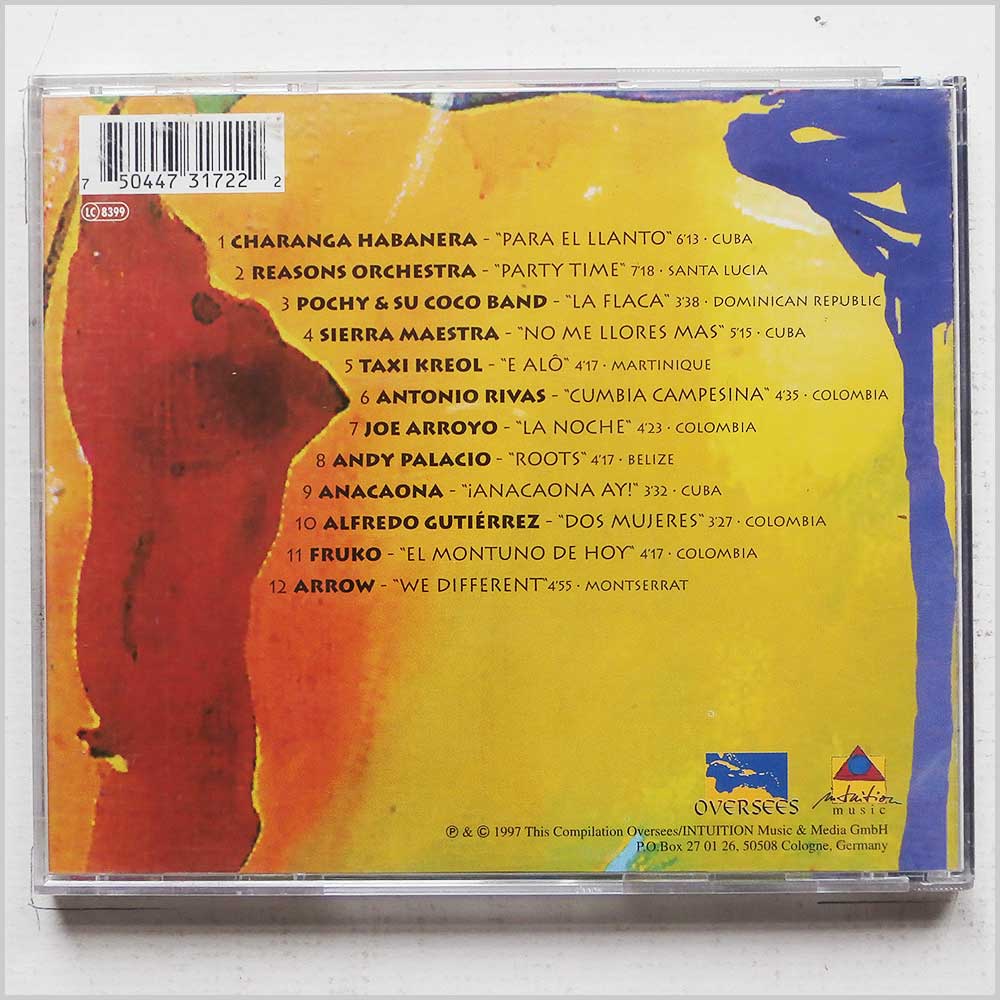 7 50447 31722 2
LC 8399
1 CHARANGA HABANERA - "PARA EL LLANTO" 6'13 · CUBA
2 REASONS ORCHESTRA - "PARTY TIME" 7'18 · SANTA LUCIA
3 POCHY & SU COCO BAND - "LA FLACA" 3'38 · DOMINICAN REPUBLIC
4 SIERRA MAESTRA - "NO ME LLORES MAS" 5'15 · CUBA
5 TAXI KREOL - "E ALÔ" 4'17 · MARTINIQUE
6 ANTONIO RIVAS - "CUMBIA CAMPESINA" 4'35 · COLOMBIA
7 JOE ARROYO - "LA NOCHE" 4'23 · COLOMBIA
8 ANDY PALACIO - "ROOTS" 4'17 · BELIZE
9 ANACAONA - "¡ANACAONA AY!" 3'32 · CUBA
10 ALFREDO GUTIÉRREZ - "DOS MUJERES" 3'27 · COLOMBIA
11 FRUKO - "EL MONTUNO DE HOY" 4'17 · COLOMBIA
12 ARROW - "WE DIFFERENT" 4'55 · MONTSERRAT
OVERSEES
intuition
music
℗ & © 1997 This Compilation Oversees/INTUITION Music & Media GmbH
P.O.Box 27 01 26, 50508 Cologne, Germany